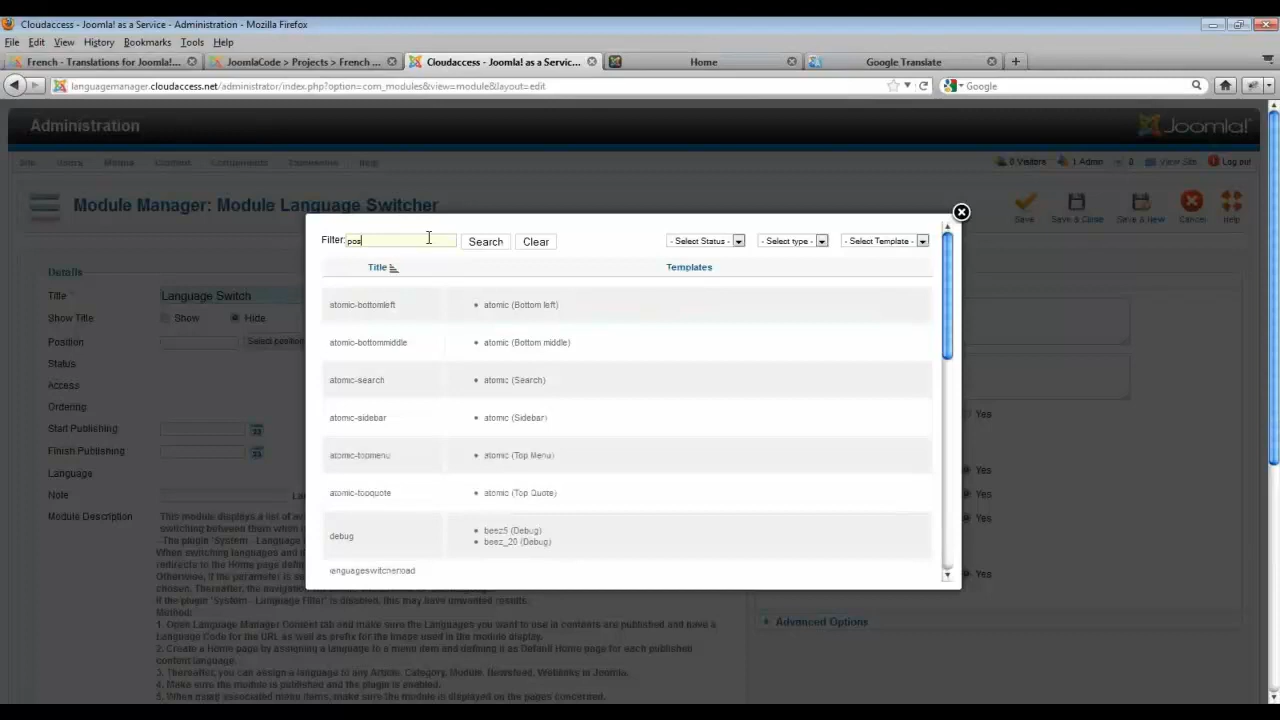 Cloudaccess - Joomla! as a Service - Administration - Mozilla Firefox
File Edit View History Bookmarks Tools Help
French - Translations for Joomla!... JoomlaCode > Projects > French ... Cloudaccess - Joomla! as a Servic... Home Google Translate
languagemanager.cloudaccess.net/administrator/index.php?option=com_modules&view=module&layout=edit Google
Administration Joomla!
Site Users Menus Content Components Extensions Help 0 Visitors 1 Admin 0 View Site Log out
Module Manager: Module Language Switcher
Save Save & Close Save & New Cancel Help
Filter: pos Search Clear - Select Status - - Select type - - Select Template -
Title Templates
atomic-bottomleft atomic (Bottom left)
atomic-bottommiddle atomic (Bottom middle)
atomic-search atomic (Search)
atomic-sidebar atomic (Sidebar)
atomic-topmenu atomic (Top Menu)
atomic-topquote atomic (Top Quote)
debug beez5 (Debug)
beez_20 (Debug)
languageswitcherload
Details
Title * Language Switch
Show Title Show Hide
Position Select position
Status
Access
Ordering
Start Publishing 23
Finish Publishing 23
Language
Note
Module Description This module displays a list of
switching between them when
--The plugin 'System - Language
When switching languages and
redirects to the Home page
Otherwise, if the parameter is
chosen. Thereafter, the navigation
if the plugin 'System - Language Filter' is disabled, this may have unwanted results.
Method:
1. Open Language Manager Content tab and make sure the Languages you want to use in contents are published and have a
Language Code for the URL as well as prefix for the image used in the module display.
2. Create a Home page by assigning a language to a menu item and defining it as Default Home page for each published
content language.
3. Thereafter, you can assign a language to any Article, Category, Module, Newsfeed, Weblinks in Joomla.
4. Make sure the module is published and the plugin is enabled.
5. When using associated menu items, make sure the module is displayed on the pages concerned.
Yes
Yes
Yes
Yes
Yes
Advanced Options